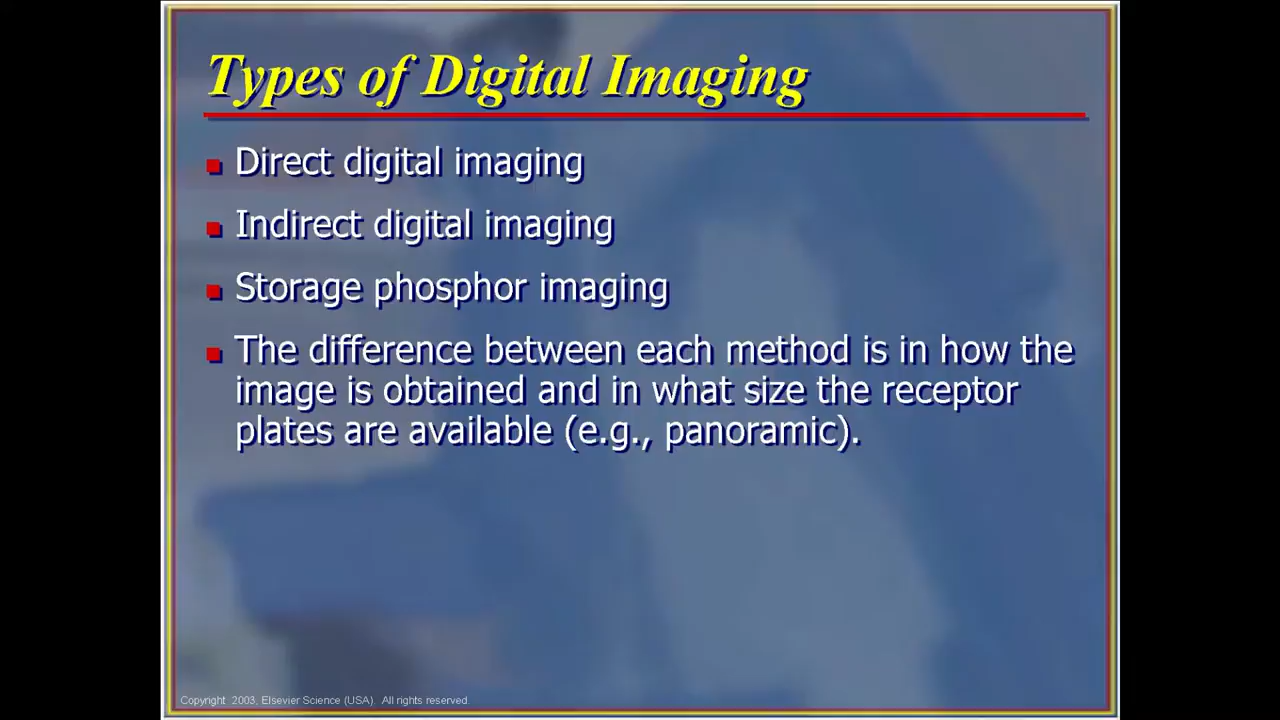 Types of Digital Imaging
Direct digital imaging
Indirect digital imaging
Storage phosphor imaging
The difference between each method is in how the
image is obtained and in what size the receptor
plates are available (e.g., panoramic).
Copyright 2003, Elsevier Science (USA). All rights reserved.